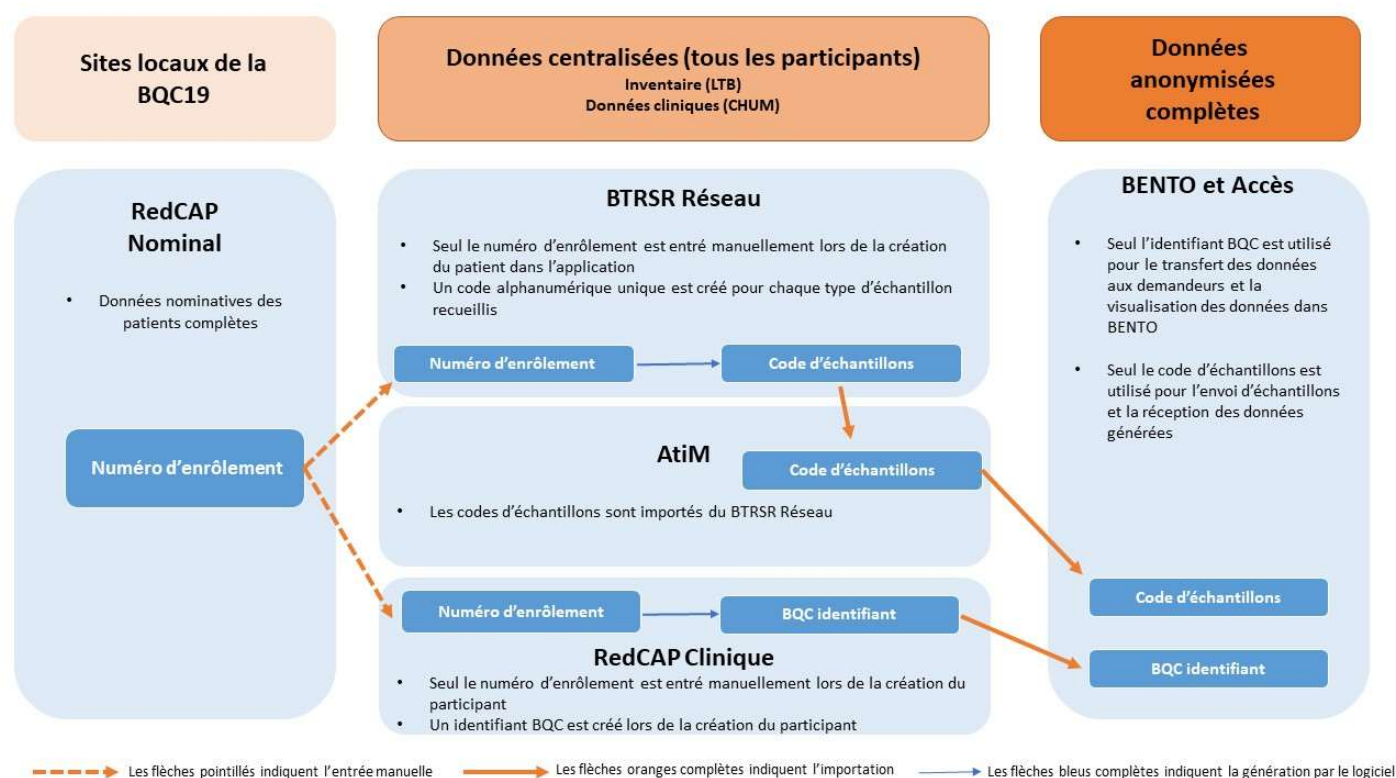 Sites locaux de la
BQC19
Données centralisées (tous les participants)
Inventaire (LTB)
Données cliniques (CHUM)
Données
anonymisées
complètes
RedCAP
Nominal
• Données nominatives des
patients complètes
Numéro d'enrôlement
BTRSR Réseau
• Seul le numéro d'enrôlement est entré manuellement lors de la création
du patient dans l'application
• Un code alphanumérique unique est créé pour chaque type d'échantillon
recueillis
Numéro d'enrôlement
Code d'échantillons
AtiM
Code d'échantillons
• Les codes d'échantillons sont importés du BTRSR Réseau
Numéro d'enrôlement
BQC identifiant
RedCAP Clinique
• Seul le numéro d'enrôlement est entré manuellement lors de la création du
participant
• Un identifiant BQC est créé lors de la création du participant
BENTO et Accès
• Seul l'identifiant BQC est utilisé
pour le transfert des données
aux demandeurs et la
visualisation des données dans
BENTO
• Seul le code d'échantillons est
utilisé pour l'envoi d'échantillons
et la réception des données
générées
Code d'échantillons
BQC identifiant
Les flèches pointillés indiquent l'entrée manuelle
Les flèches oranges complètes indiquent l'importation
Les flèches bleus complètes indiquent la génération par le logiciel